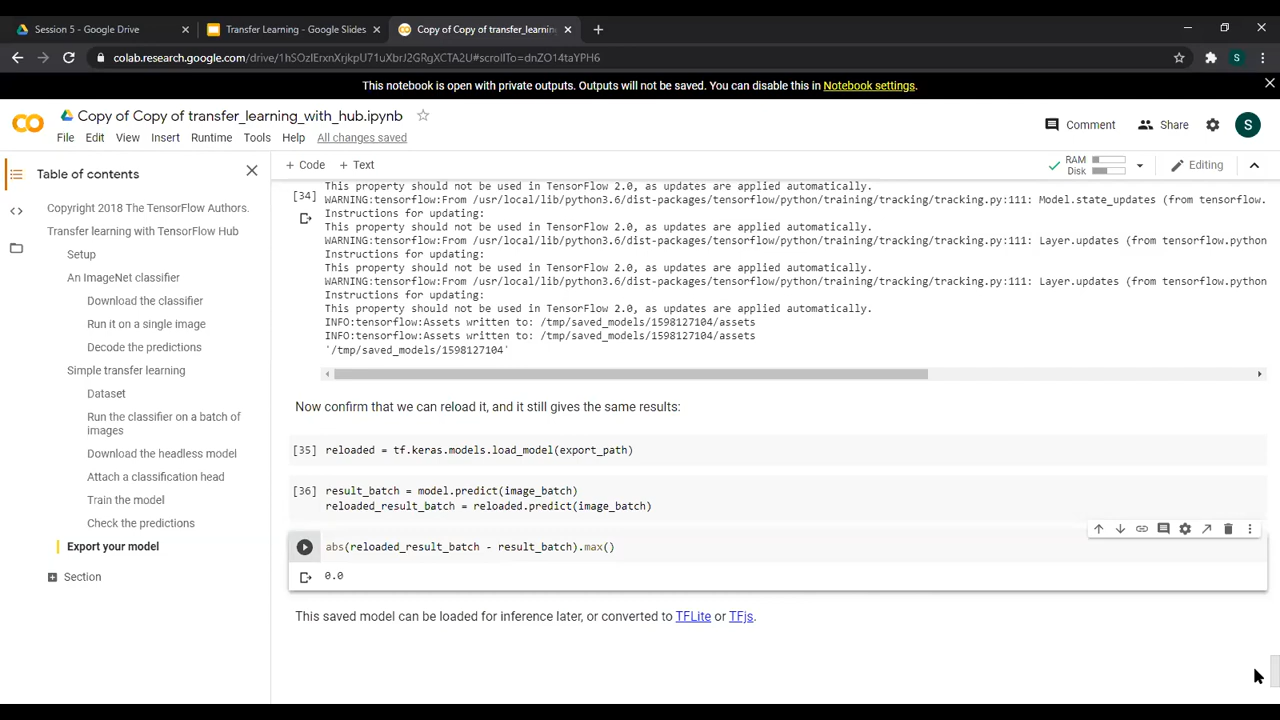 Session 5 - Google Drive
Transfer Learning - Google Slides
Copy of Copy of transfer_learning
colab.research.google.com/drive/1hSOzIErxnXrjkpU71uXbrJ2GRgXCTA2U#scrollTo=dnZO14taYPH6
S
This notebook is open with private outputs. Outputs will not be saved. You can disable this in Notebook settings.
Copy of Copy of transfer_learning_with_hub.ipynb
File Edit View Insert Runtime Tools Help All changes saved
Comment Share S
Table of contents
+ Code + Text
RAM
Disk
Editing
Copyright 2018 The TensorFlow Authors.
Transfer learning with TensorFlow Hub
Setup
An ImageNet classifier
Download the classifier
Run it on a single image
Decode the predictions
Simple transfer learning
Dataset
Run the classifier on a batch of
images
Download the headless model
Attach a classification head
Train the model
Check the predictions
Export your model
Section
This property should not be used in TensorFlow 2.0, as updates are applied automatically.
[34] WARNING:tensorflow:From /usr/local/lib/python3.6/dist-packages/tensorflow/python/training/tracking/tracking.py:111: Model.state_updates (from tensorflow.
Instructions for updating:
This property should not be used in TensorFlow 2.0, as updates are applied automatically.
WARNING:tensorflow:From /usr/local/lib/python3.6/dist-packages/tensorflow/python/training/tracking/tracking.py:111: Layer.updates (from tensorflow.python
Instructions for updating:
This property should not be used in TensorFlow 2.0, as updates are applied automatically.
WARNING:tensorflow:From /usr/local/lib/python3.6/dist-packages/tensorflow/python/training/tracking/tracking.py:111: Layer.updates (from tensorflow.python
Instructions for updating:
This property should not be used in TensorFlow 2.0, as updates are applied automatically.
INFO:tensorflow:Assets written to: /tmp/saved_models/1598127104/assets
INFO:tensorflow:Assets written to: /tmp/saved_models/1598127104/assets
'/tmp/saved_models/1598127104'
Now confirm that we can reload it, and it still gives the same results:
[35] reloaded = tf.keras.models.load_model(export_path)
[36] result_batch = model.predict(image_batch)
reloaded_result_batch = reloaded.predict(image_batch)
abs(reloaded_result_batch - result_batch).max()
0.0
This saved model can be loaded for inference later, or converted to TFLite or TFjs.